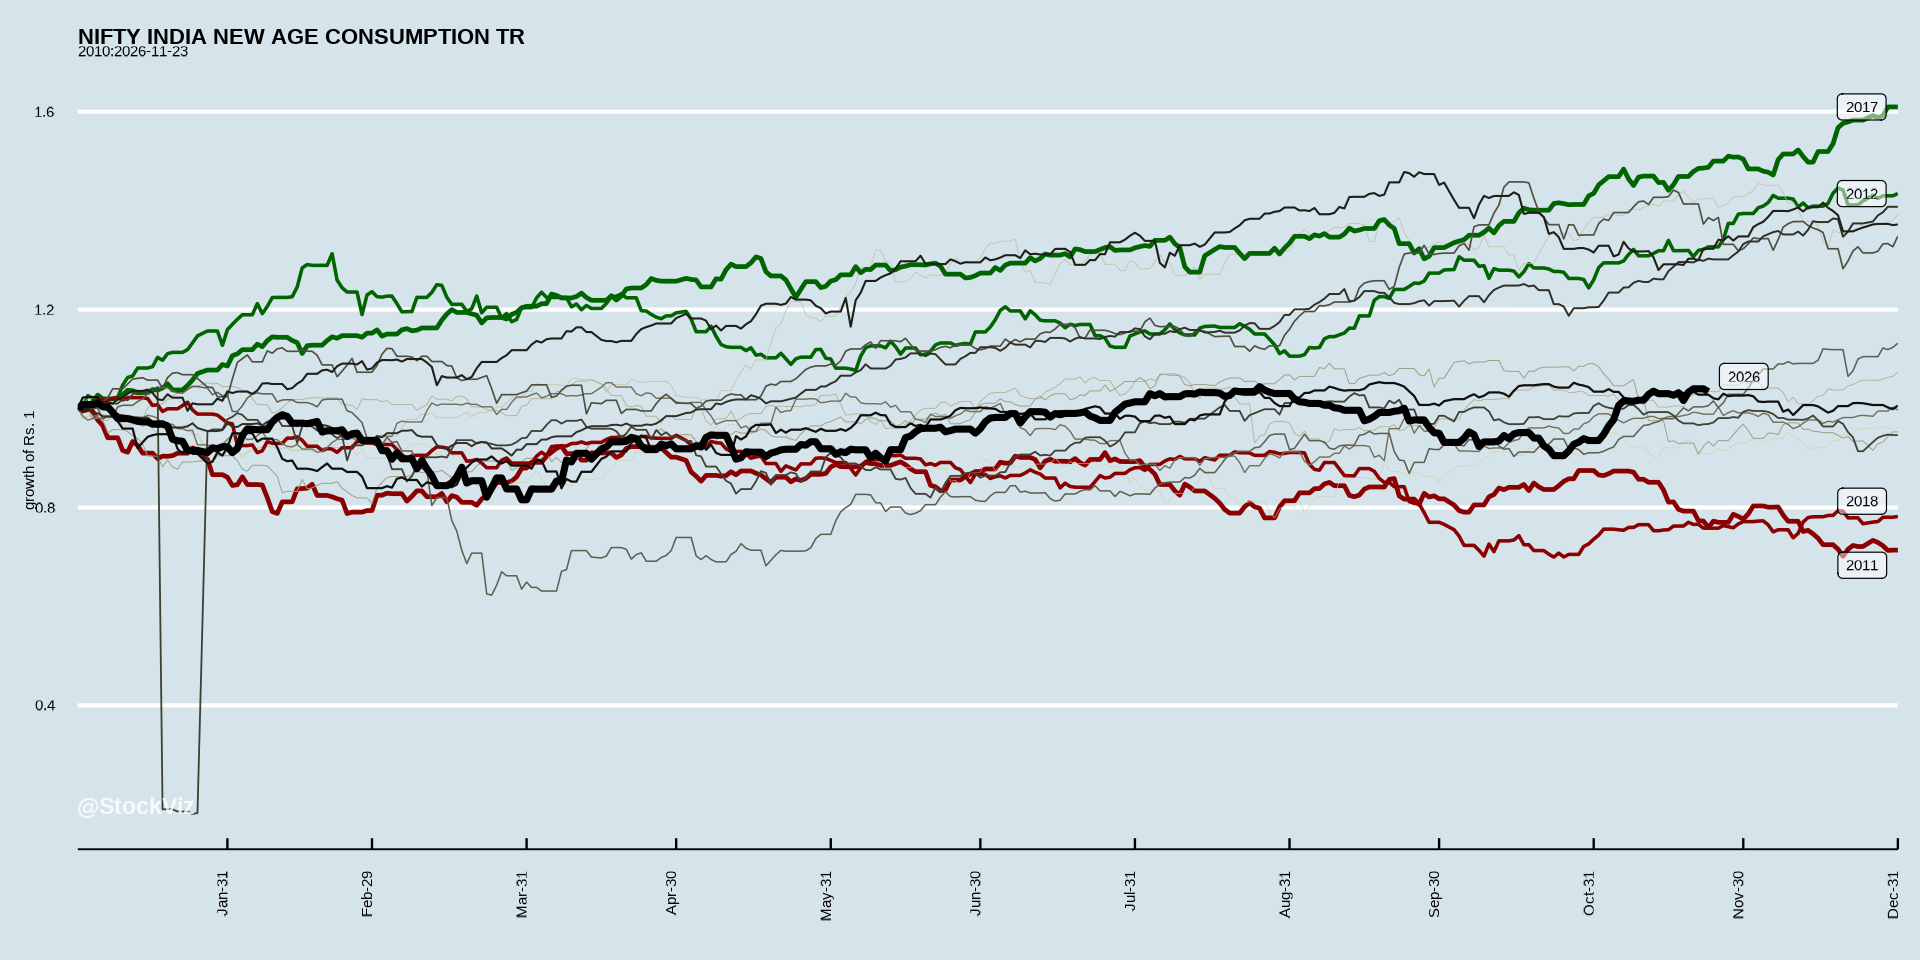 NIFTY INDIA NEW AGE CONSUMPTION TR
2010:2026-11-23
growth of Rs. 1
1.6
1.2
0.8
0.4
2017
2012
2026
2018
2011
@StockViz
Jan-31
Feb-29
Mar-31
Apr-30
May-31
Jun-30
Jul-31
Aug-31
Sep-30
Oct-31
Nov-30
Dec-31